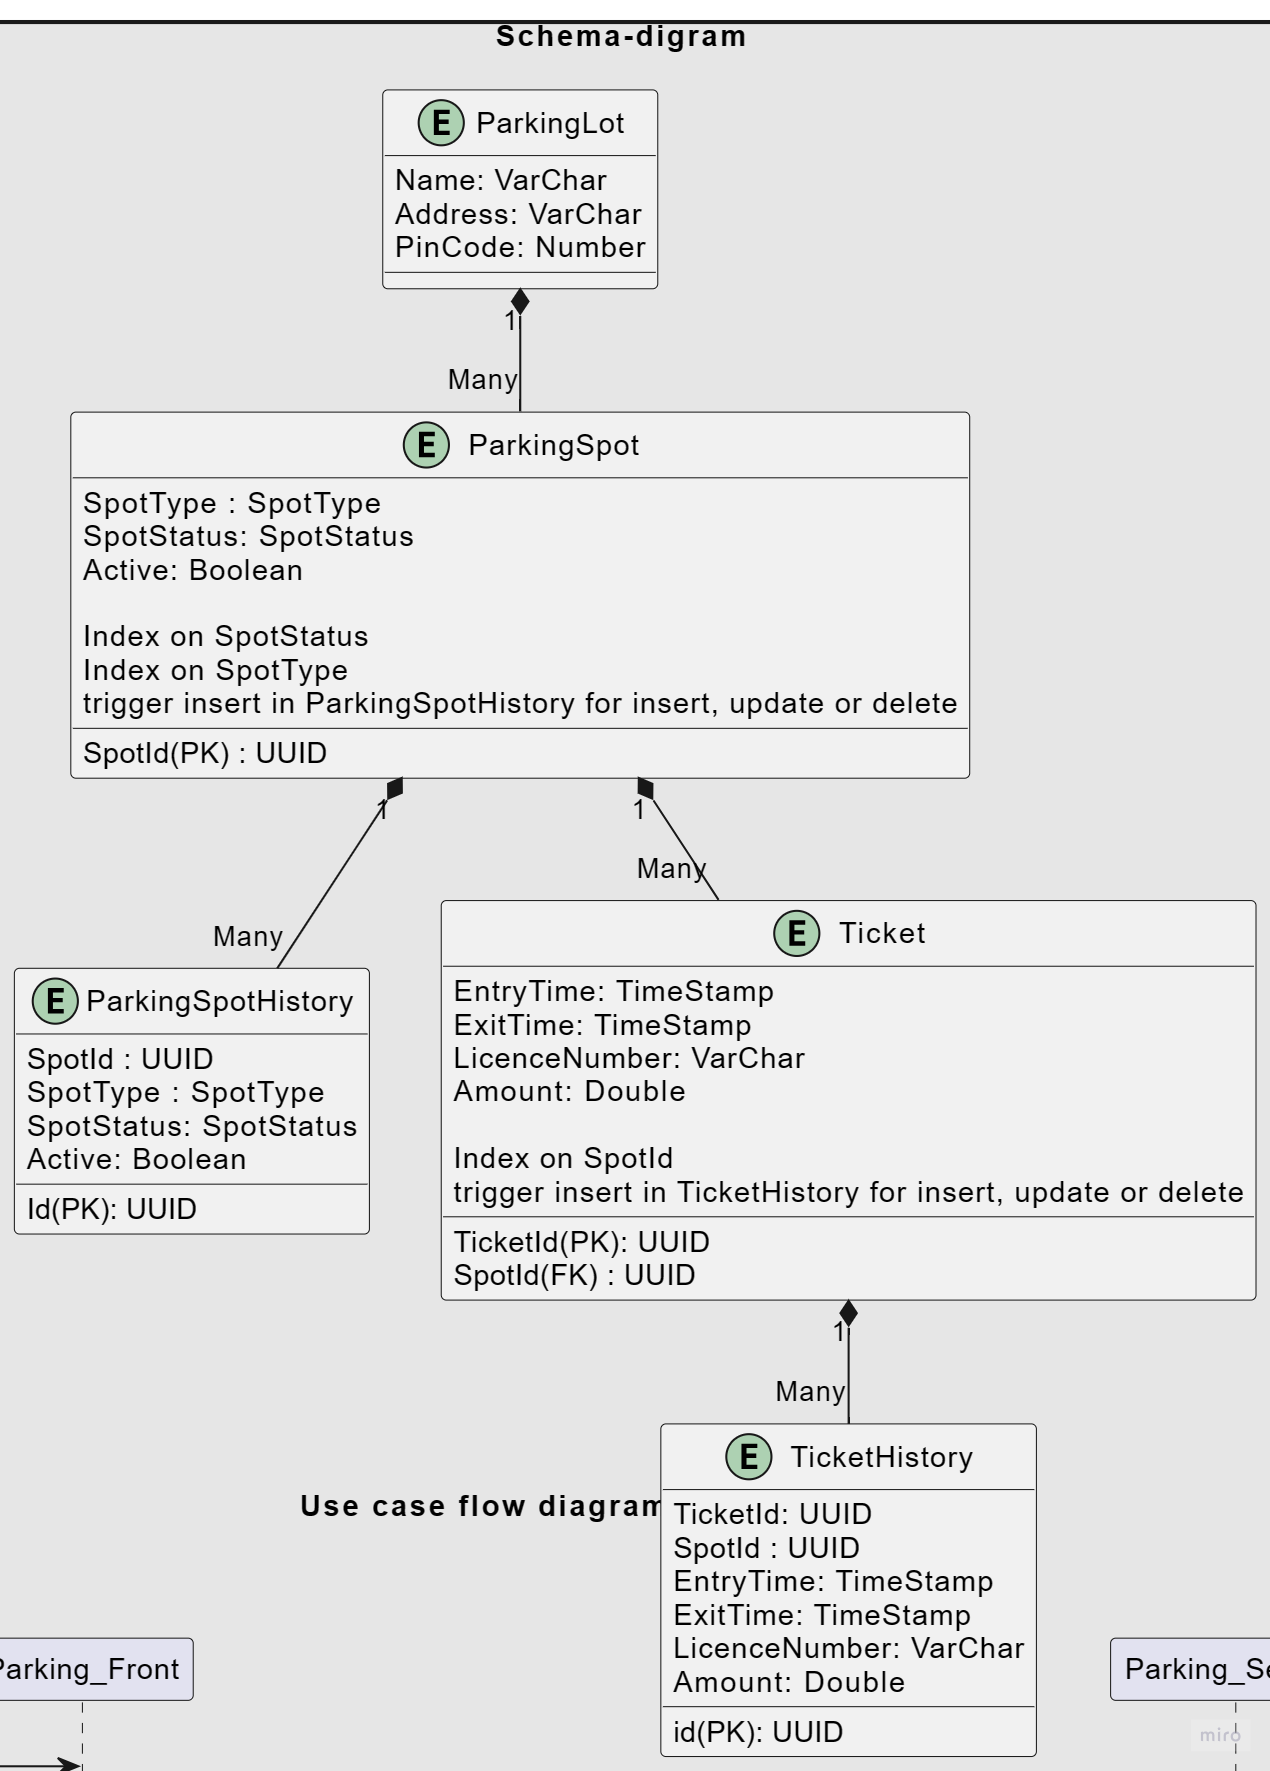 Schema-digram
E ParkingLot
Name: VarChar
Address: VarChar
PinCode: Number
1
Many
E ParkingSpot
SpotType : SpotType
SpotStatus: SpotStatus
Active: Boolean
Index on SpotStatus
Index on SpotType
trigger insert in ParkingSpotHistory for insert, update or delete
SpotId(PK) : UUID
1
Many
1
Many
E ParkingSpotHistory
SpotId : UUID
SpotType : SpotType
SpotStatus: SpotStatus
Active: Boolean
Id(PK): UUID
E Ticket
EntryTime: TimeStamp
ExitTime: TimeStamp
LicenceNumber: VarChar
Amount: Double
Index on SpotId
trigger insert in TicketHistory for insert, update or delete
TicketId(PK): UUID
SpotId(FK) : UUID
1
Many
Use case flow diagram
E TicketHistory
TicketId: UUID
SpotId : UUID
EntryTime: TimeStamp
ExitTime: TimeStamp
LicenceNumber: VarChar
Amount: Double
id(PK): UUID
Parking_Front
Parking_Se
miro